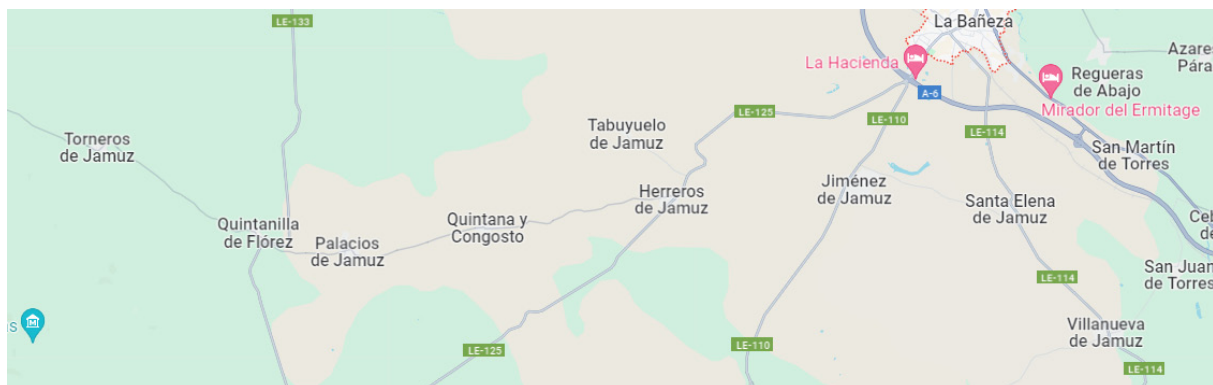 LE-133
La Bañeza
La Hacienda
Azares
Pára
Regueras
de Abajo
A-6
Mirador del Ermitage
LE-125
LE-110
LE-114
Tabuyuelo
de Jamuz
Torneros
de Jamuz
San Martín
de Torres
Herreros
de Jamuz
Jiménez
de Jamuz
Santa Elena
de Jamuz
Quintana y
Congosto
Quintanilla
de Flórez
Palacios
de Jamuz
Ceb
de
San Juan
de Torres
LE-114
Villanueva
de Jamuz
s
M
LE-125
LE-110
LE-114